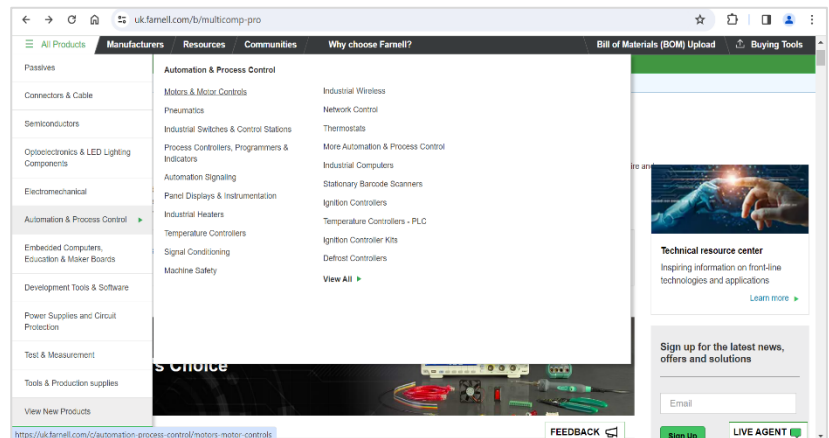 uk.farnell.com/b/multicomp-pro
All Products Manufacturers Resources Communities Why choose Farnell? Bill of Materials (BOM) Upload Buying Tools
Passives
Connectors & Cable
Semiconductors
Optoelectronics & LED Lighting
Components
Electromechanical
Automation & Process Control
Embedded Computers,
Education & Maker Boards
Development Tools & Software
Power Supplies and Circuit
Protection
Test & Measurement
Tools & Production supplies
View New Products
Automation & Process Control
Motors & Motor Controls
Pneumatics
Industrial Switches & Control Stations
Process Controllers, Programmers &
Indicators
Automation Signaling
Panel Displays & Instrumentation
Industrial Heaters
Temperature Controllers
Signal Conditioning
Machine Safety
Industrial Wireless
Network Control
Thermostats
More Automation & Process Control
Industrial Computers
Stationary Barcode Scanners
Ignition Controllers
Temperature Controllers - PLC
Ignition Controller Kits
Defrost Controllers
View All
ire and
Technical resource center
Inspiring information on front-line
technologies and applications
Learn more
s Choice
Sign up for the latest news,
offers and solutions
Email
Sign Up
FEEDBACK
LIVE AGENT
https://uk.farnell.com/c/automation-process-control/motors-motor-controls